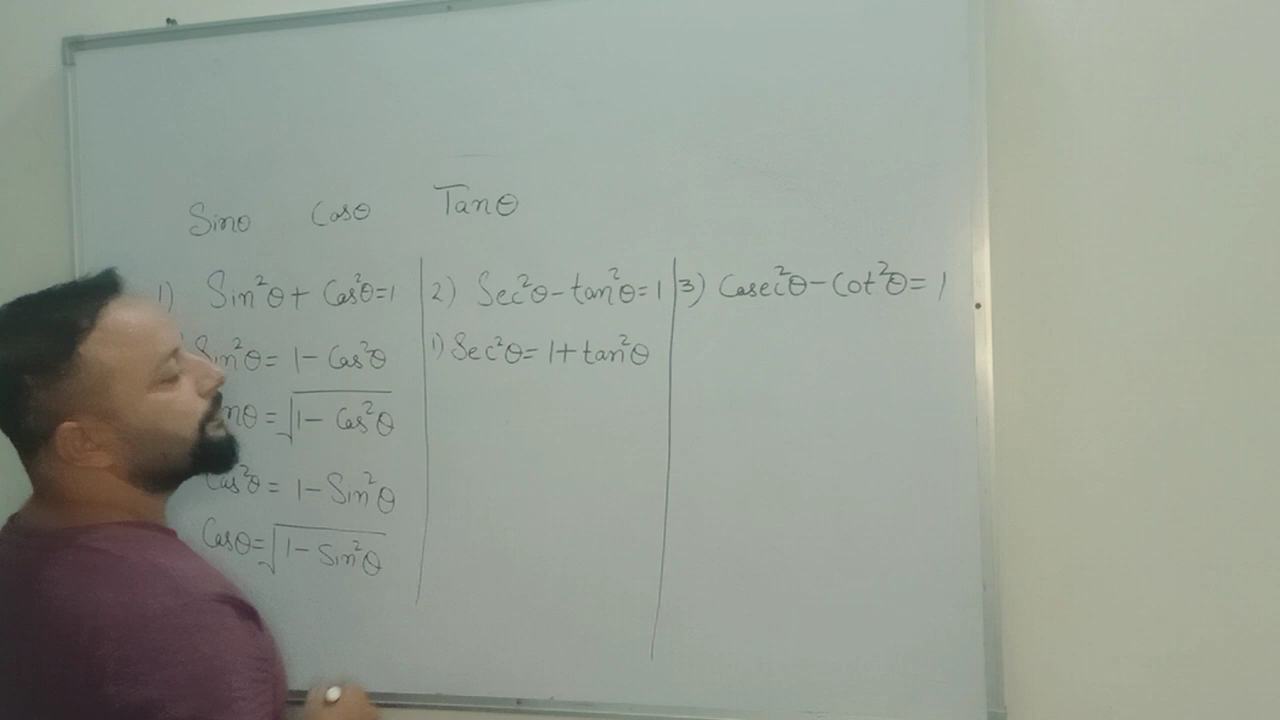 Sinθ Cosθ Tanθ
1) Sin²θ + Cos²θ=1
Sin²θ = 1 - Cos²θ
nθ = √1 - Cos²θ
Cos²θ = 1 - Sin²θ
Cosθ = √1 - Sin²θ
2) Sec²θ - tan²θ = 1
1) Sec²θ = 1 + tan²θ
3) Cosec²θ - Cot²θ = 1